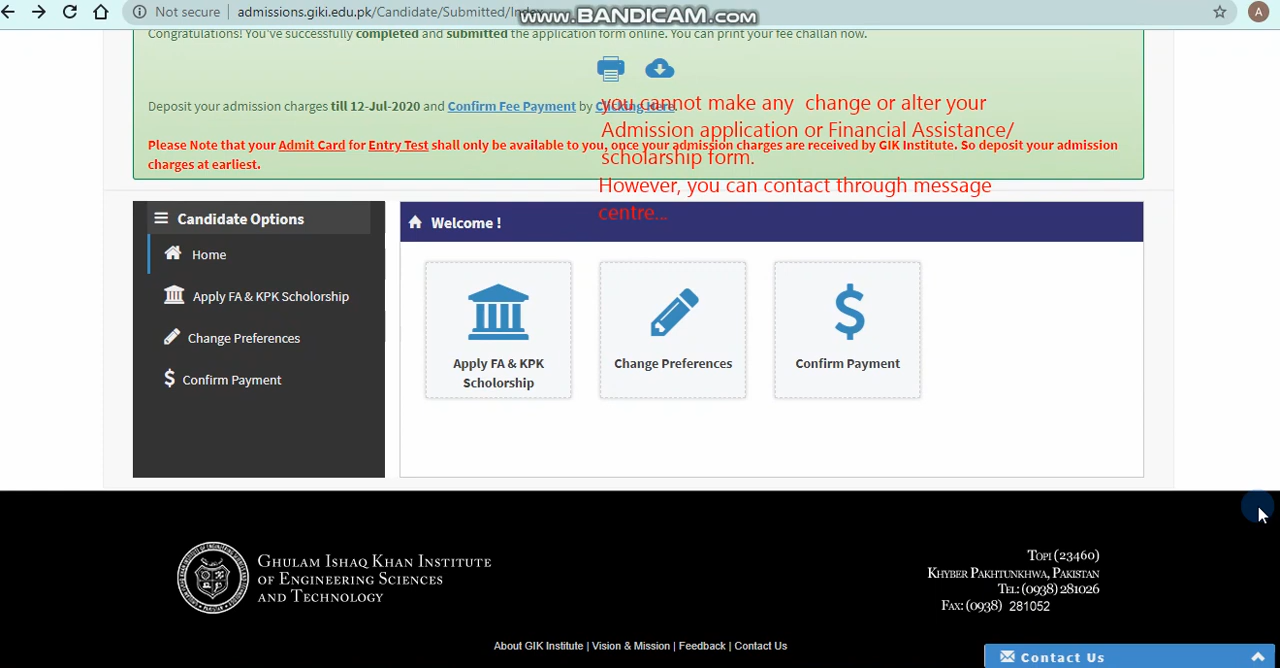 Not secure | admissions.giki.edu.pk/Candidate/Submitted/
www.BANDICAM.com
A
Congratulations! You've successfully completed and submitted the application form online. You can print your fee challan now.
Deposit your admission charges till 12-Jul-2020 and Confirm Fee Payment by Clicking Here.
you cannot make any change or alter your
Admission application or Financial Assistance/
scholarship form.
However, you can contact through message
centre...
Please Note that your Admit Card for Entry Test shall only be available to you, once your admission charges are received by GIK Institute. So deposit your admission
charges at earliest.
Candidate Options
Home
Apply FA & KPK Scholarship
Change Preferences
Confirm Payment
Welcome !
Apply FA & KPK
Scholorship
Change Preferences
Confirm Payment
Ghulam Ishaq Khan Institute
of Engineering Sciences
and Technology
Topi (23460)
Khyber Pakhtunkhwa, Pakistan
Tel: (0938) 281026
Fax: (0938) 281052
About GIK Institute | Vision & Mission | Feedback | Contact Us
Contact Us